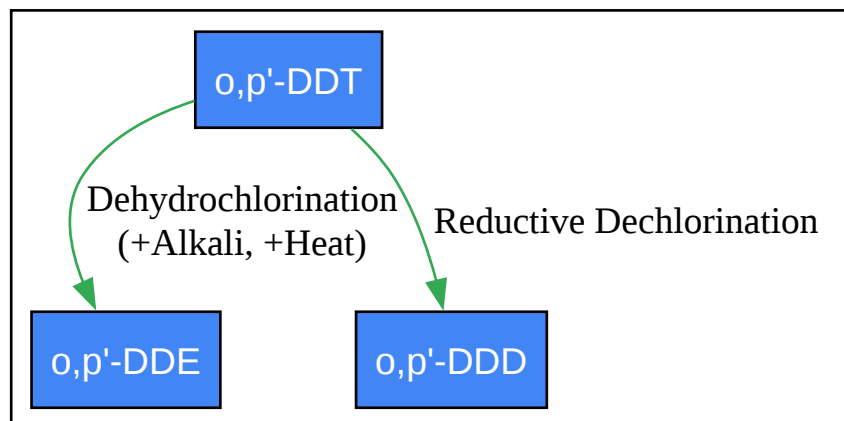 o,p'-DDT
Dehydrochlorination
(+Alkali, +Heat)
Reductive Dechlorination
o,p'-DDE
o,p'-DDD